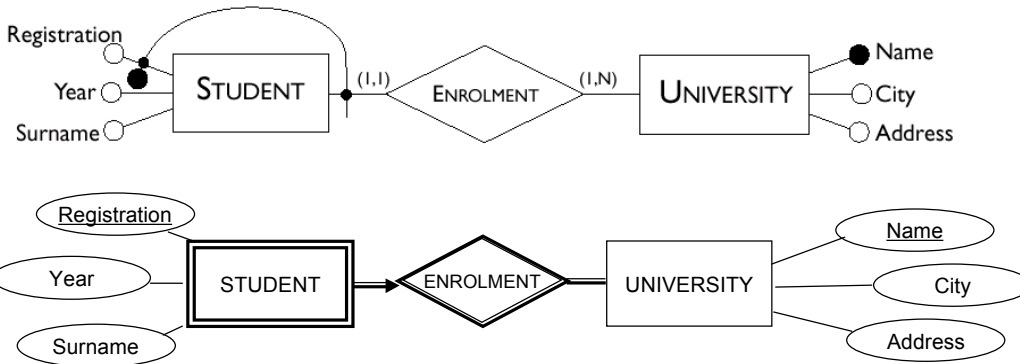 Registration
Year
Surname
STUDENT
(1,1)
ENROLMENT
(1,N)
UNIVERSITY
Name
City
Address
Registration
Year
Surname
STUDENT
ENROLMENT
UNIVERSITY
Name
City
Address